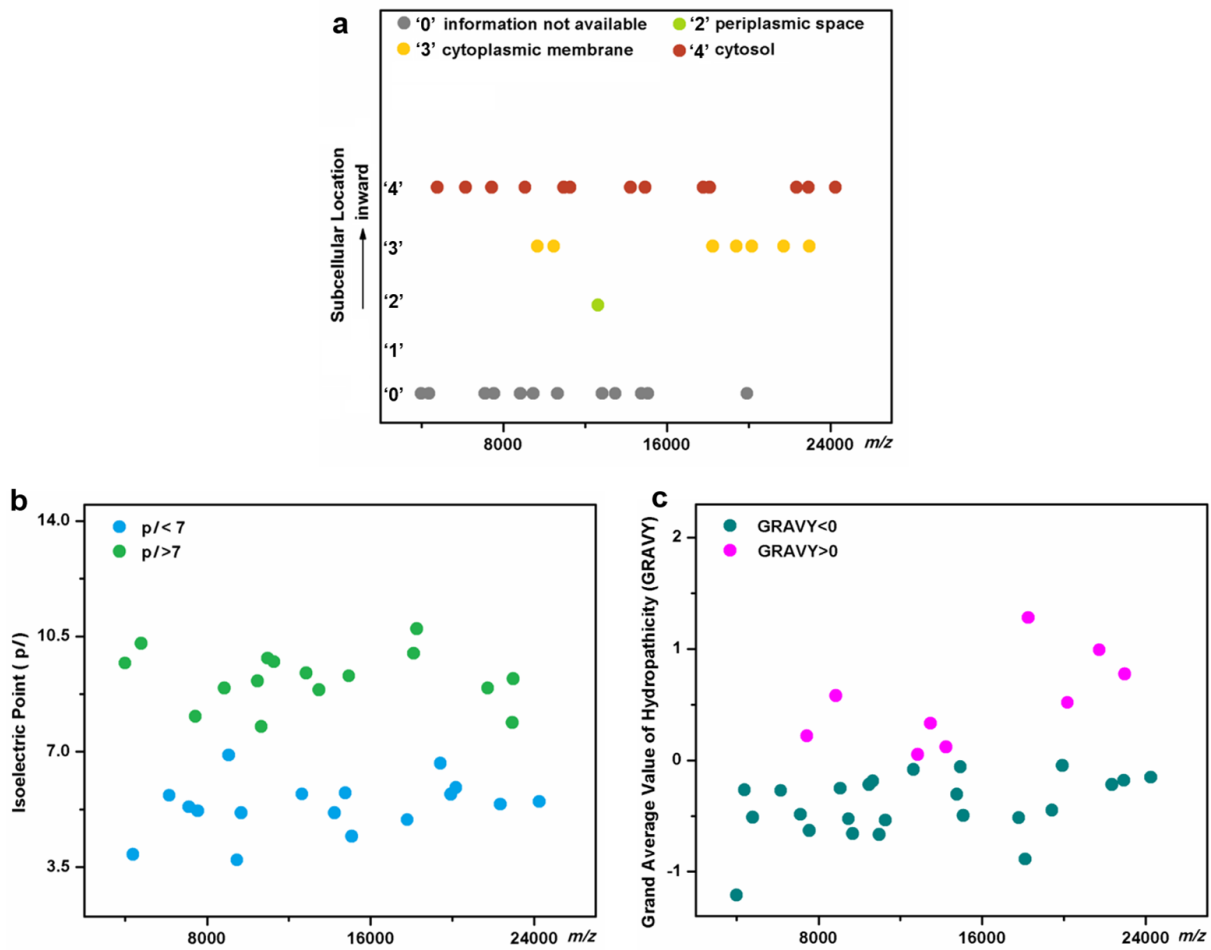 a
‘0’ information not available
‘2’ periplasmic space
‘3’ cytoplasmic membrane
‘4’ cytosol
Subcellular Location
inward
‘4’
‘3’
‘2’
‘1’
‘0’
8000
16000
24000
m/z
b
pI < 7
pI >7
Isoelectric Point ( pI)
14.0
10.5
7.0
3.5
8000
16000
24000
m/z
c
GRAVY<0
GRAVY>0
Grand Average Value of Hydropathicity (GRAVY)
2
1
0
-1
8000
16000
24000
m/z